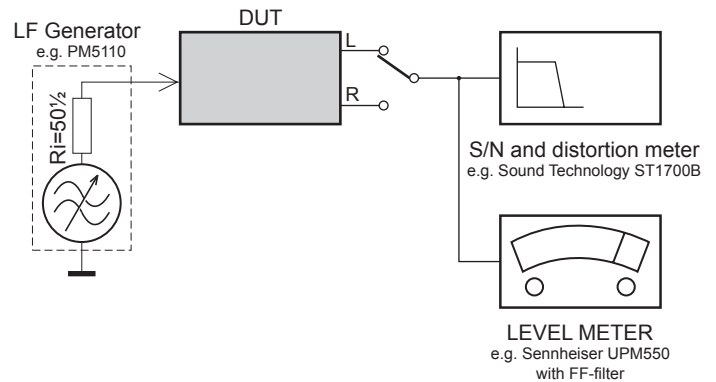 LF Generator
e.g. PM5110
Ri=50½
DUT
L
R
S/N and distortion meter
e.g. Sound Technology ST1700B
LEVEL METER
e.g. Sennheiser UPM550
with FF-filter